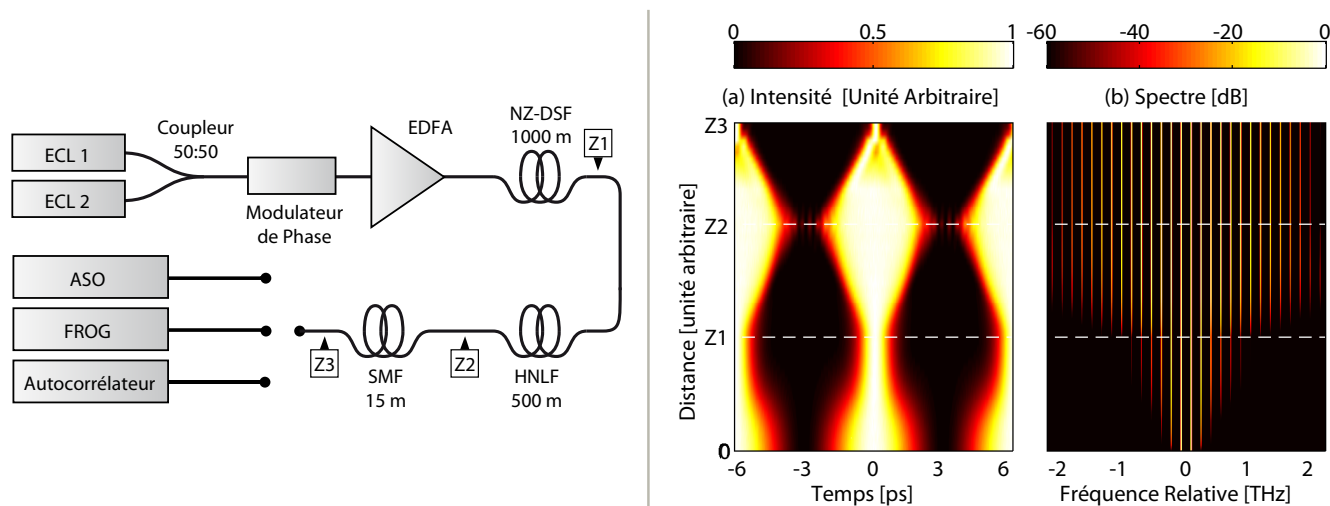 ECL 1
ECL 2
Coupleur
50:50
Modulateur
de Phase
EDFA
NZ-DSF
1000 m
Z1
ASO
FROG
Autocorrélateur
Z3
SMF
15 m
Z2
HNLF
500 m
0 0.5 1
(a) Intensité [Unité Arbitraire]
-60 -40 -20 0
(b) Spectre [dB]
Distance [unité arbitraire]
Z3
Z2
Z1
0
-6 -3 0 3 6
Temps [ps]
-2 -1 0 1 2
Fréquence Relative [THz]